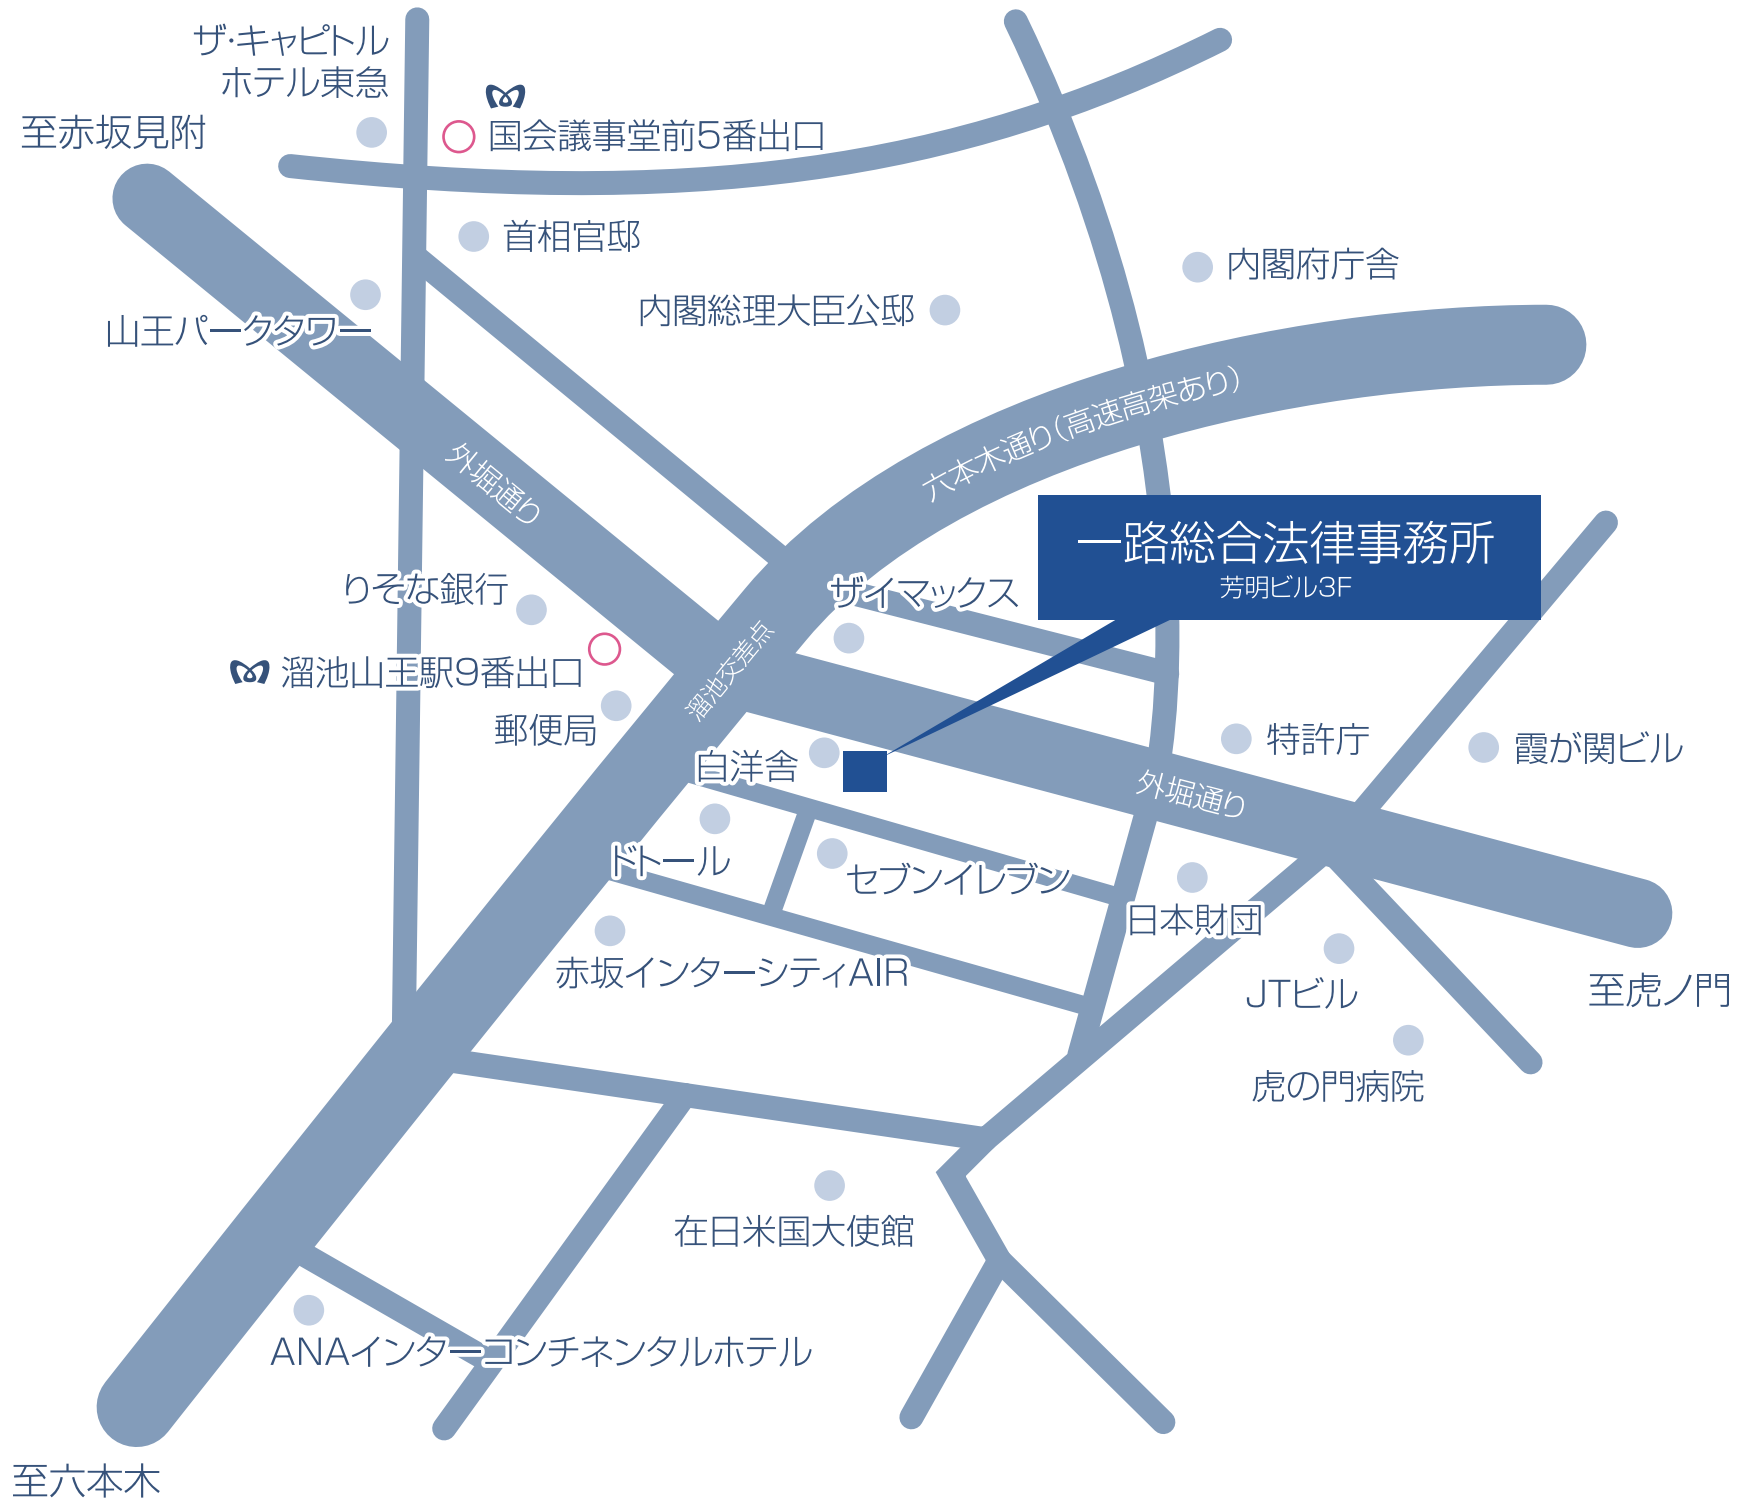 ザ・キャピトル
ホテル東急
至赤坂見附
国会議事堂前5番出口
首相官邸
内閣府庁舎
内閣総理大臣公邸
山王パークタワー
六本木通り(高速高架あり)
外堀通り
一路総合法律事務所
芳明ビル3F
りそな銀行
ザイマックス
溜池山王駅9番出口
溜池交差点
郵便局
白洋舎
特許庁
霞が関ビル
外堀通り
ドトール
セブンイレブン
日本財団
赤坂インターシティAIR
JTビル
至虎ノ門
虎の門病院
在日米国大使館
ANAインターコンチネンタルホテル
至六本木